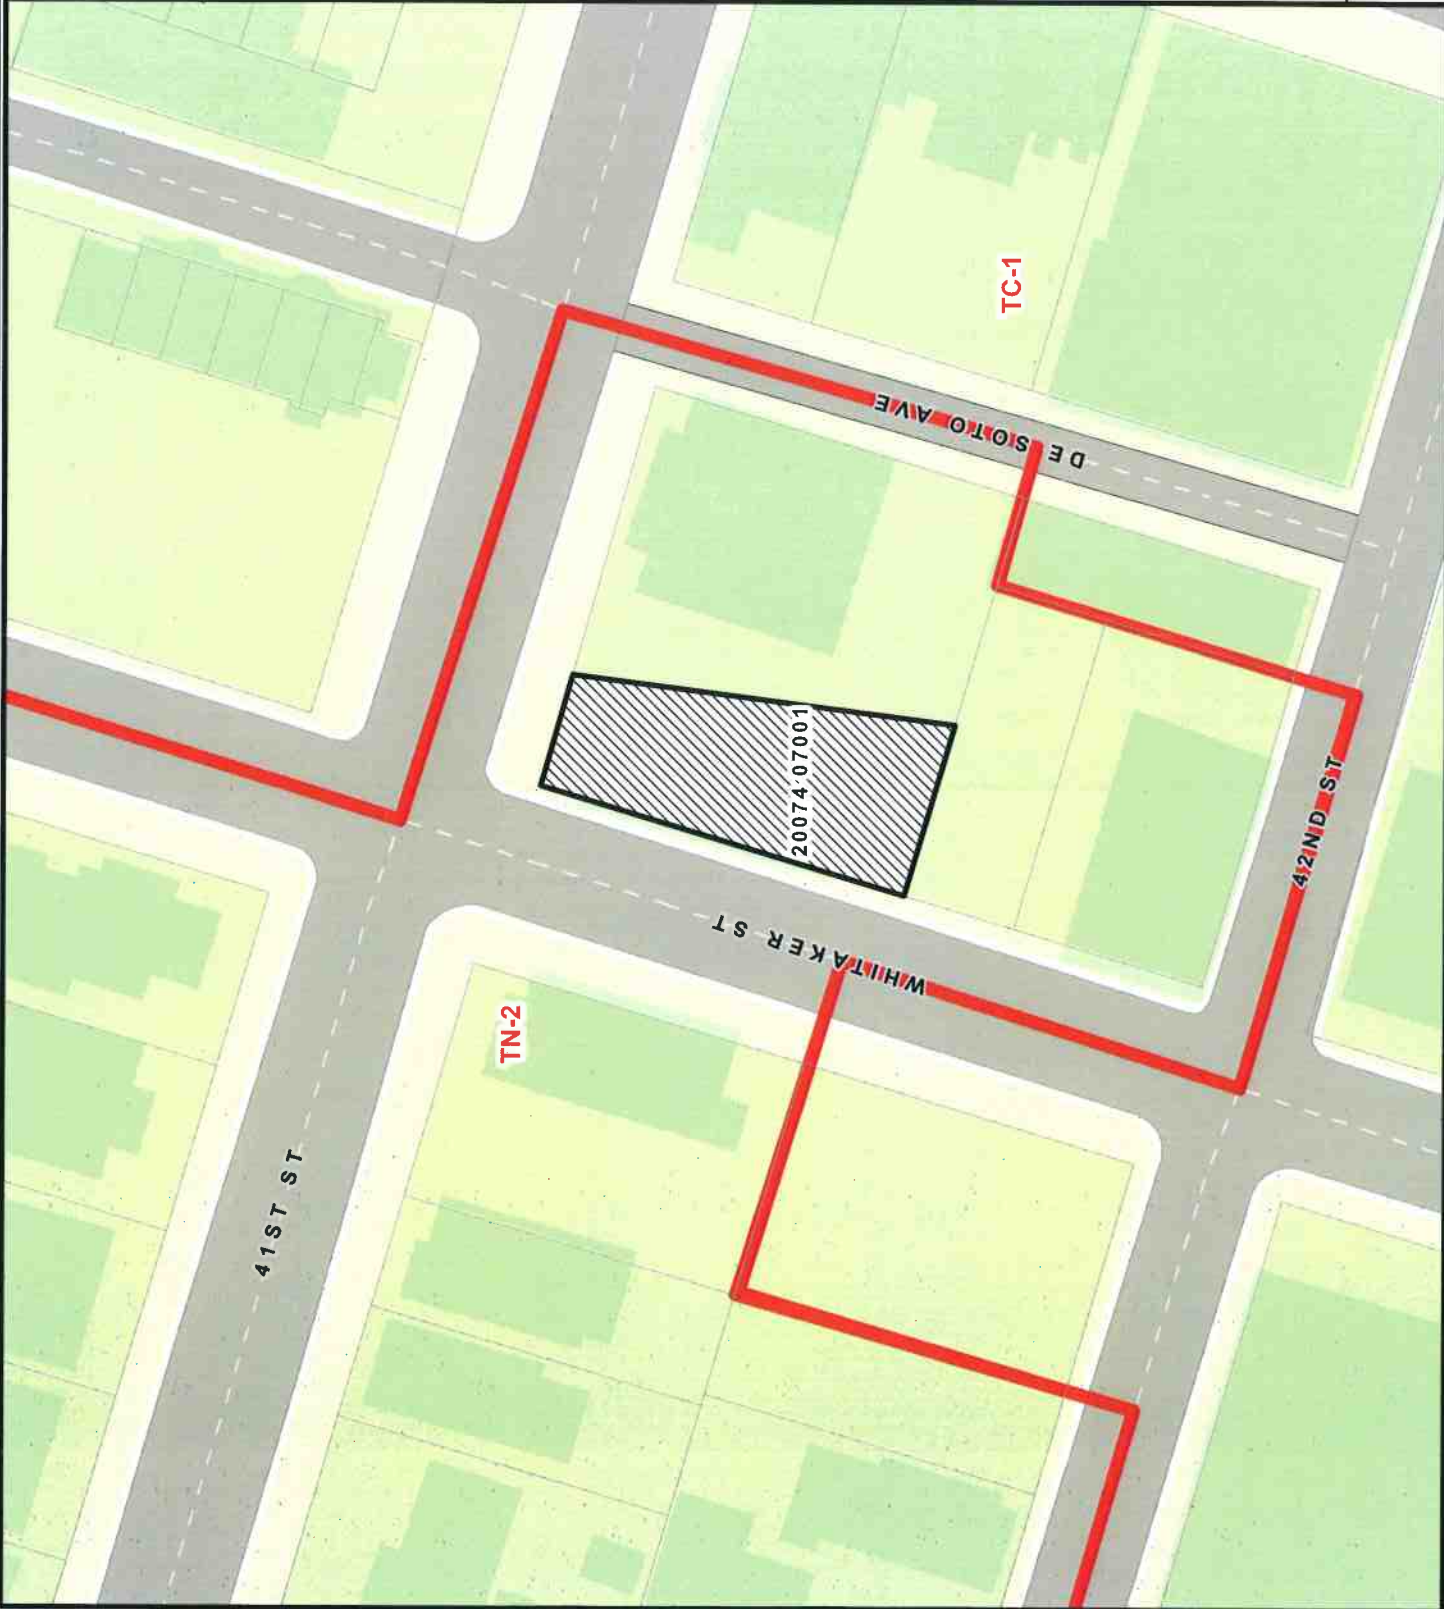 TC-1
DE SOTO AVE
20074 07001
42ND ST
WHITAKER ST
TN-2
41ST ST